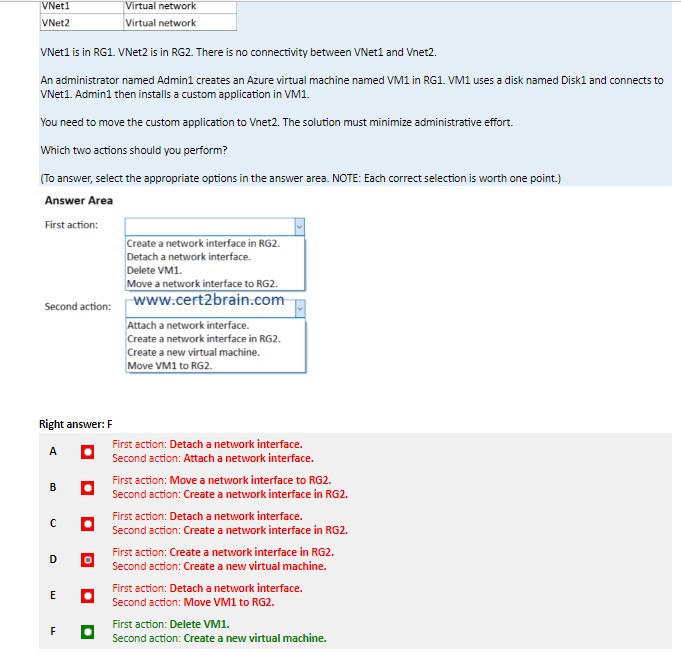 VNet1 Virtual network
VNet2 Virtual network
VNet1 is in RG1. VNet2 is in RG2. There is no connectivity between VNet1 and Vnet2.
An administrator named Admin1 creates an Azure virtual machine named VM1 in RG1. VM1 uses a disk named Disk1 and connects to
VNet1. Admin1 then installs a custom application in VM1.
You need to move the custom application to Vnet2. The solution must minimize administrative effort.
Which two actions should you perform?
(To answer, select the appropriate options in the answer area. NOTE: Each correct selection is worth one point.)
Answer Area
First action:
Create a network interface in RG2.
Detach a network interface.
Delete VM1.
Move a network interface to RG2.
www.cert2brain.com
Second action:
Attach a network interface.
Create a network interface in RG2.
Create a new virtual machine.
Move VM1 to RG2.
Right answer: F
A
First action: Detach a network interface.
Second action: Attach a network interface.
B
First action: Move a network interface to RG2.
Second action: Create a network interface in RG2.
C
First action: Detach a network interface.
Second action: Create a network interface in RG2.
D
First action: Create a network interface in RG2.
Second action: Create a new virtual machine.
E
First action: Detach a network interface.
Second action: Move VM1 to RG2.
F
First action: Delete VM1.
Second action: Create a new virtual machine.